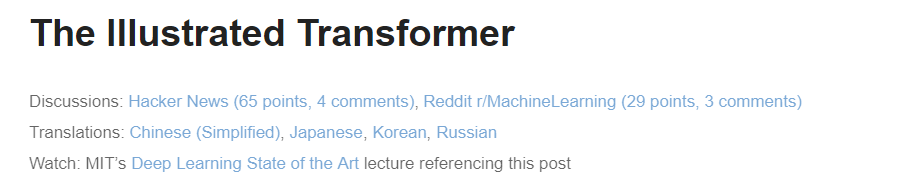 The Illustrated Transformer
Discussions: Hacker News (65 points, 4 comments), Reddit r/MachineLearning (29 points, 3 comments)
Translations: Chinese (Simplified), Japanese, Korean, Russian
Watch: MIT’s Deep Learning State of the Art lecture referencing this post